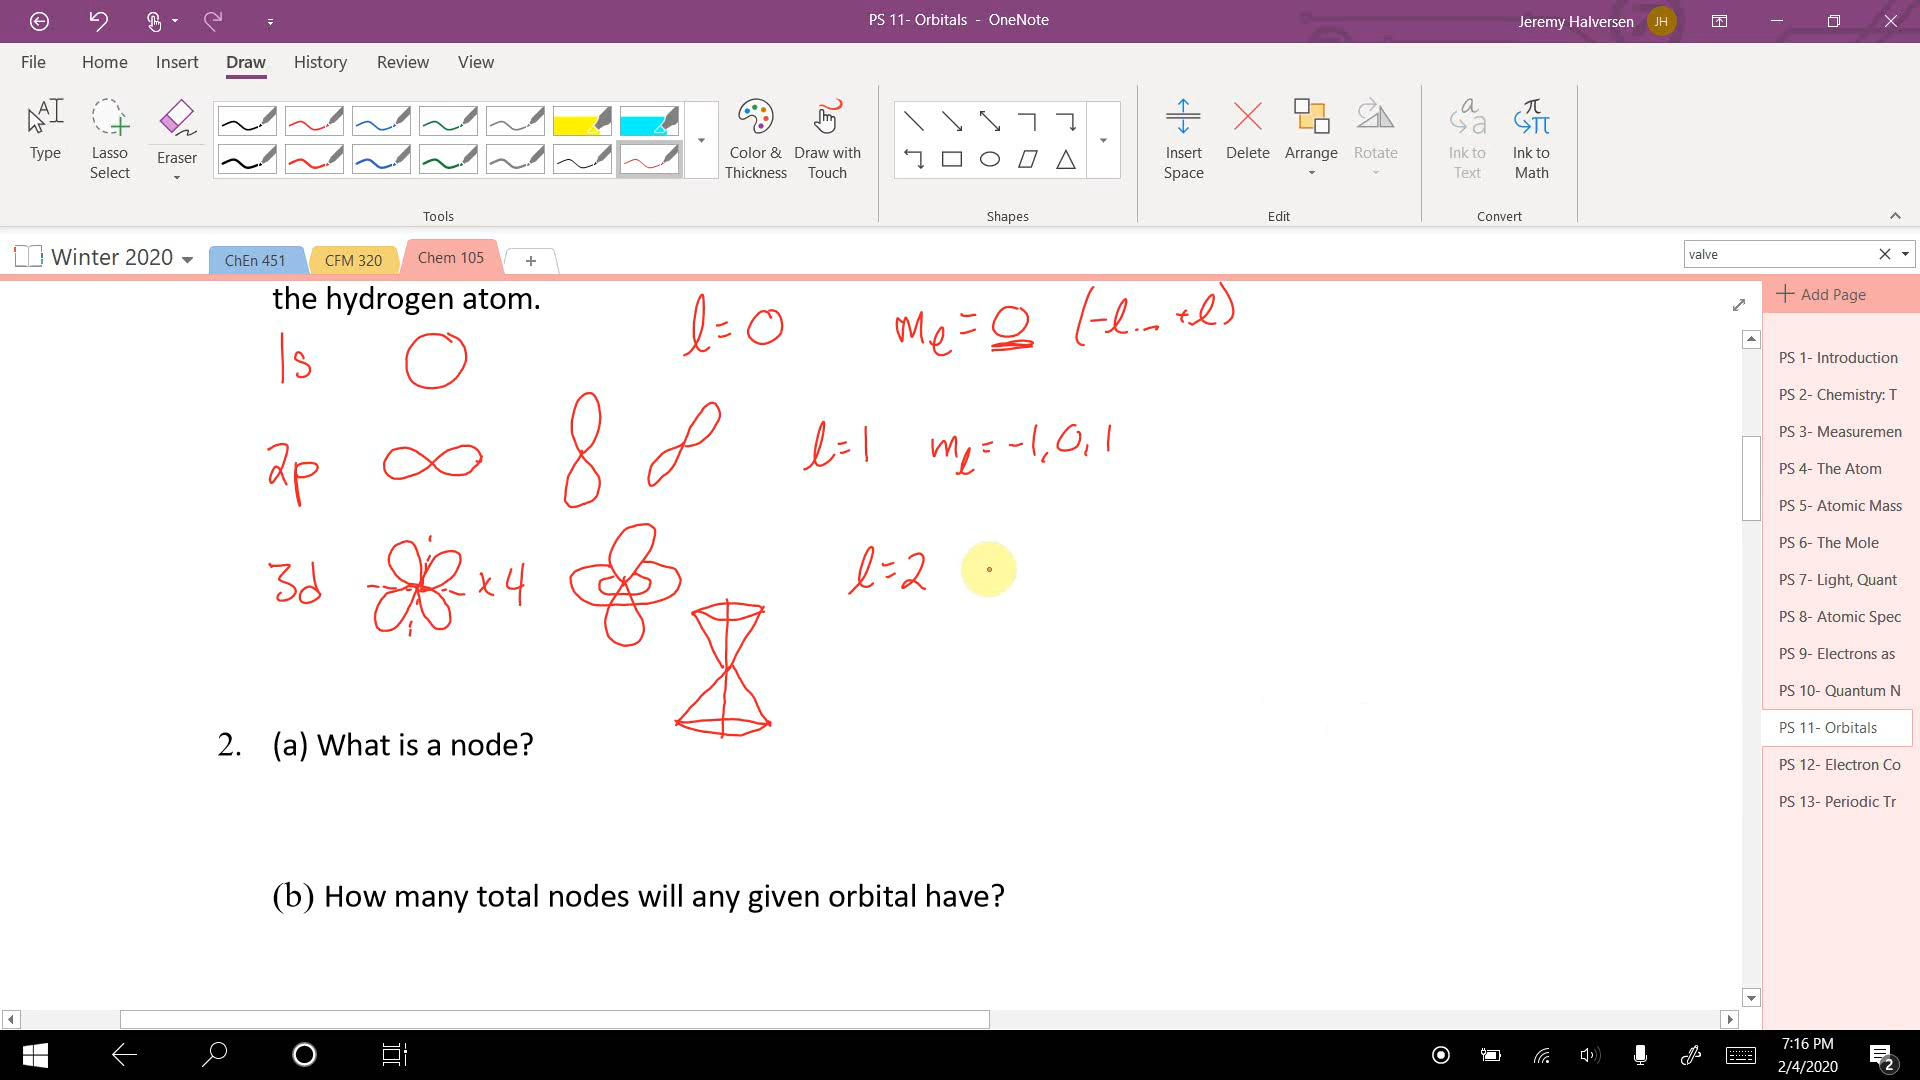 PS 11- Orbitals - OneNote
Jeremy Halversen JH
File Home Insert Draw History Review View
Type
Lasso Select
Eraser
Color & Thickness
Draw with Touch
Insert Space
Delete
Arrange
Rotate
Ink to Text
Ink to Math
Tools
Shapes
Edit
Convert
Winter 2020
ChEn 451
CFM 320
Chem 105
valve
the hydrogen atom.
l = 0 mℓ = 0 (-l... +l)
1s
2p l=1 mℓ = -1, 0, 1
3d x 4 l=2
2. (a) What is a node?
(b) How many total nodes will any given orbital have?
Add Page
PS 1- Introduction
PS 2- Chemistry: T
PS 3- Measuremen
PS 4- The Atom
PS 5- Atomic Mass
PS 6- The Mole
PS 7- Light, Quant
PS 8- Atomic Spec
PS 9- Electrons as
PS 10- Quantum N
PS 11- Orbitals
PS 12- Electron Co
PS 13- Periodic Tr
7:16 PM
2/4/2020
2